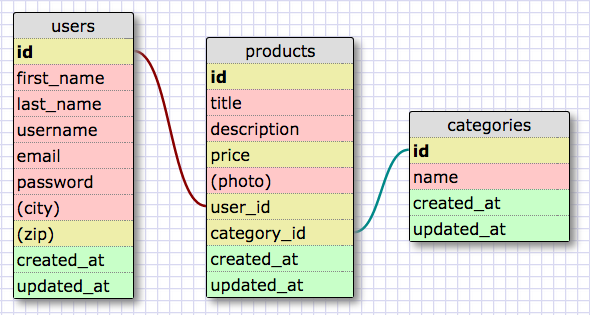 users
id
first_name
last_name
username
email
password
(city)
(zip)
created_at
updated_at
products
id
title
description
price
(photo)
user_id
category_id
created_at
updated_at
categories
id
name
created_at
updated_at